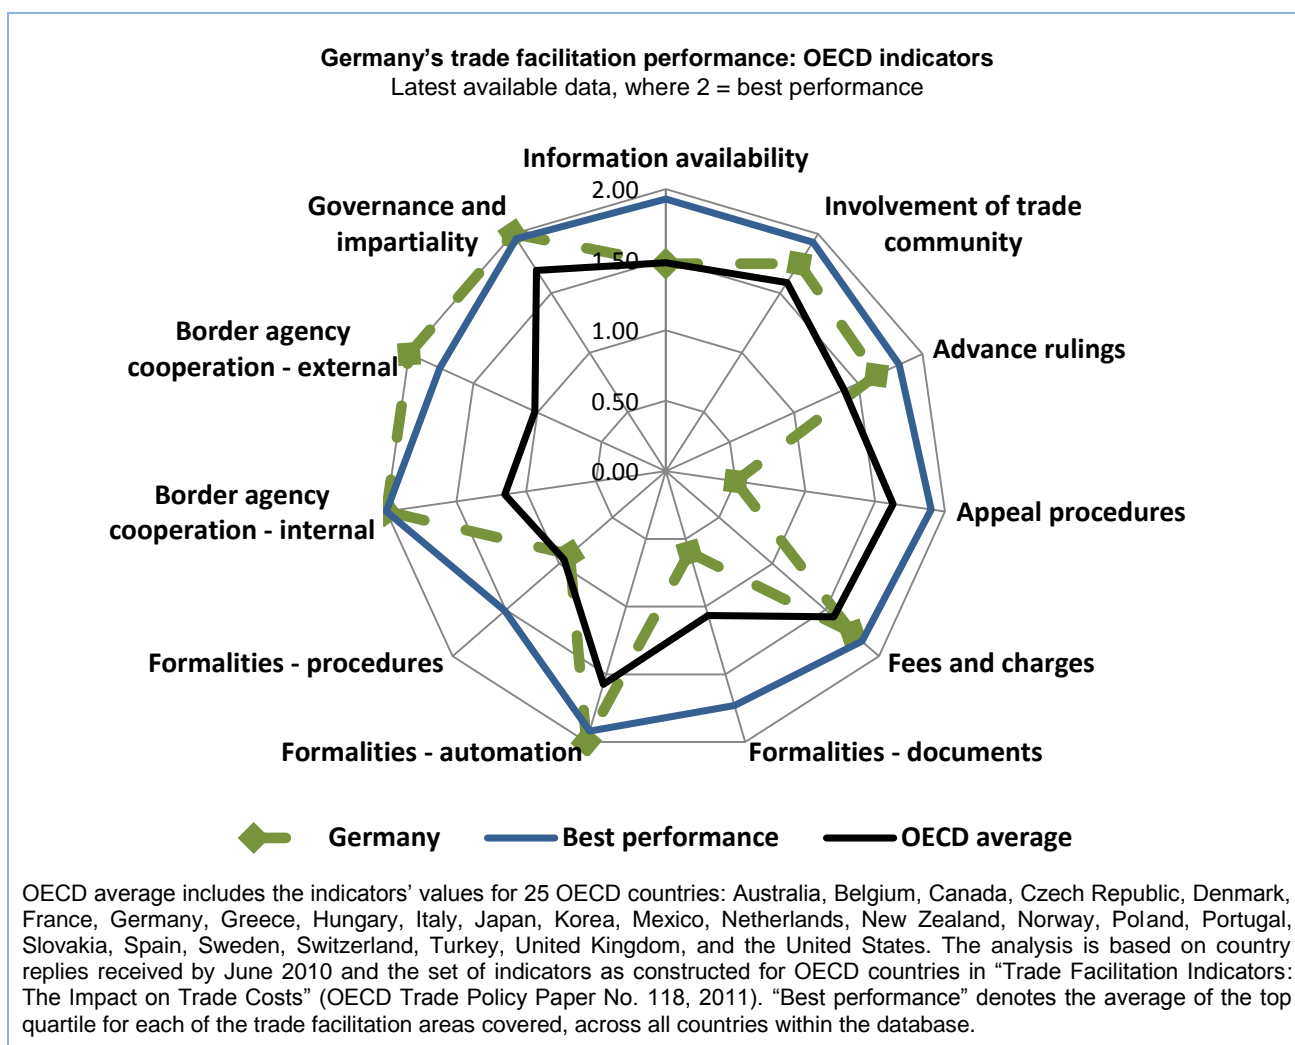 Germany's trade facilitation performance: OECD indicators
Latest available data, where 2 = best performance
Information availability
2.00
Governance and
impartiality
Involvement of trade
community
1.50
Border agency
cooperation - external
Advance rulings
1.00
0.50
0.00
Border agency
cooperation - internal
Appeal procedures
Formalities - procedures
Fees and charges
Formalities - automation
Formalities - documents
Germany
Best performance
OECD average
OECD average includes the indicators' values for 25 OECD countries: Australia, Belgium, Canada, Czech Republic, Denmark,
France, Germany, Greece, Hungary, Italy, Japan, Korea, Mexico, Netherlands, New Zealand, Norway, Poland, Portugal,
Slovakia, Spain, Sweden, Switzerland, Turkey, United Kingdom, and the United States. The analysis is based on country
replies received by June 2010 and the set of indicators as constructed for OECD countries in “Trade Facilitation Indicators:
The Impact on Trade Costs” (OECD Trade Policy Paper No. 118, 2011). “Best performance” denotes the average of the top
quartile for each of the trade facilitation areas covered, across all countries within the database.